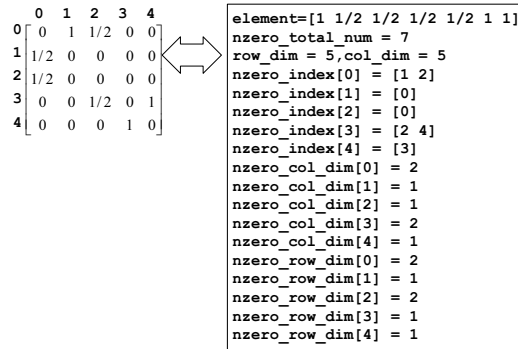 0 1 2 3 4
0 0 1 1/2 0 0
1 1/2 0 0 0 0
2 1/2 0 0 0 0
3 0 0 1/2 0 1
4 0 0 0 1 0
element=[1 1/2 1/2 1/2 1/2 1 1]
nzero_total_num = 7
row_dim = 5,col_dim = 5
nzero_index[0] = [1 2]
nzero_index[1] = [0]
nzero_index[2] = [0]
nzero_index[3] = [2 4]
nzero_index[4] = [3]
nzero_col_dim[0] = 2
nzero_col_dim[1] = 1
nzero_col_dim[2] = 1
nzero_col_dim[3] = 2
nzero_col_dim[4] = 1
nzero_row_dim[0] = 2
nzero_row_dim[1] = 1
nzero_row_dim[2] = 2
nzero_row_dim[3] = 1
nzero_row_dim[4] = 1